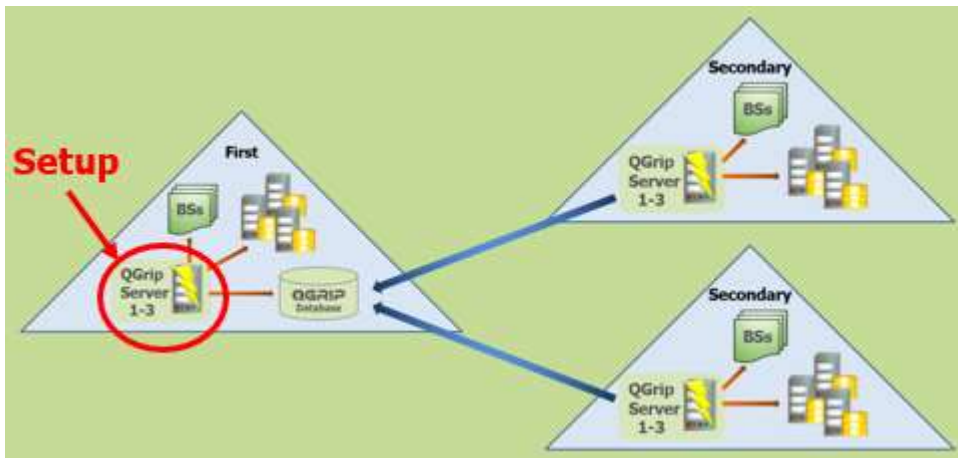 Setup
First
BSs
QGrip
Server
1-3
QGRIP
Database
Secondary
BSs
QGrip
Server
1-3
Secondary
BSs
QGrip
Server
1-3